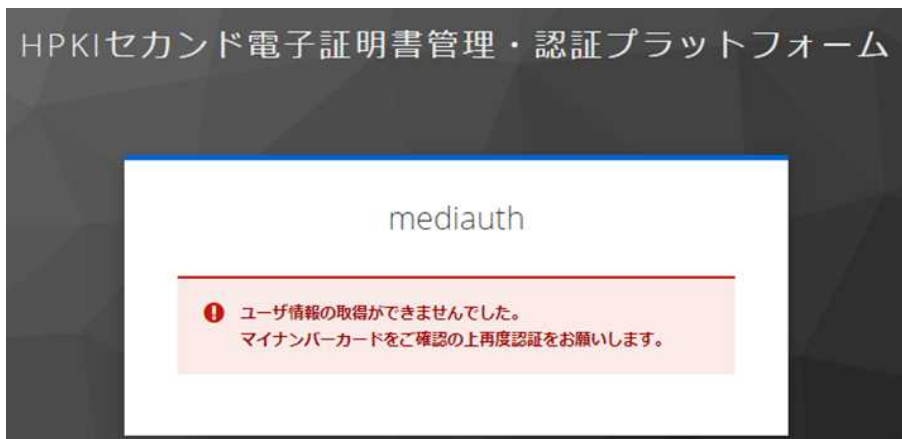 HPKIセカンド電子証明書管理・認証プラットフォーム
mediauth
ユーザ情報の取得ができませんでした。
マイナンバーカードをご確認の上再度認証をお願いします。